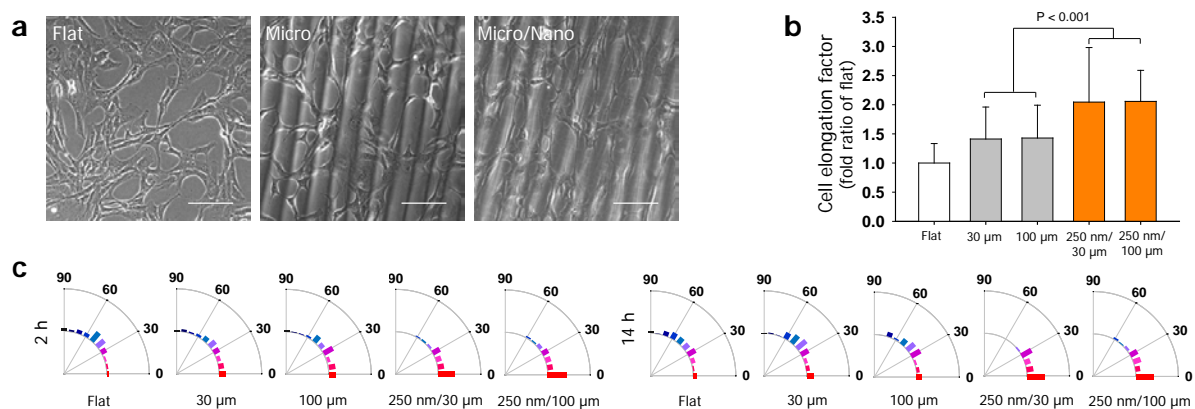 a
Flat
Micro
Micro/Nano
b
Cell elongation factor
(fold ratio of flat)
3.5
3.0
2.5
2.0
1.5
1.0
0.5
0.0
P < 0.001
Flat
30 µm
100 µm
250 nm/
30 µm
250 nm/
100 µm
c
2 h
90
60
30
0
Flat
90
60
30
0
30 µm
90
60
30
0
100 µm
90
60
30
0
250 nm/30 µm
90
60
30
0
250 nm/100 µm
14 h
90
60
30
0
Flat
90
60
30
0
30 µm
90
60
30
0
100 µm
90
60
30
0
250 nm/30 µm
90
60
30
0
250 nm/100 µm